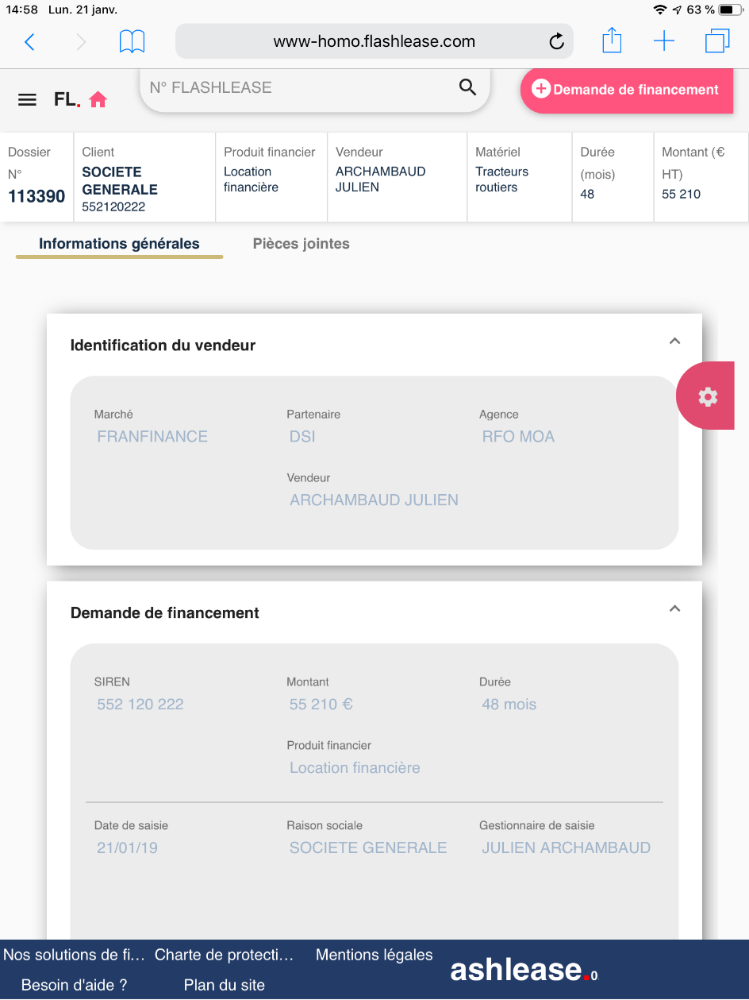 14:58 Lun. 21 janv.
63 %
www-homo.flashlease.com
FL.
N° FLASHLEASE
Demande de financement
Dossier
N°
113390
Client
SOCIETE
GENERALE
552120222
Produit financier
Location
financière
Vendeur
ARCHAMBAUD
JULIEN
Matériel
Tracteurs
routiers
Durée
(mois)
48
Montant (€
HT)
55 210
Informations générales
Pièces jointes
Identification du vendeur
Marché
FRANFINANCE
Partenaire
DSI
Agence
RFO MOA
Vendeur
ARCHAMBAUD JULIEN
Demande de financement
SIREN
552 120 222
Montant
55 210 €
Durée
48 mois
Produit financier
Location financière
Date de saisie
21/01/19
Raison sociale
SOCIETE GENERALE
Gestionnaire de saisie
JULIEN ARCHAMBAUD
Nos solutions de fi... Charte de protecti... Mentions légales
Besoin d'aide ? Plan du site
ashlease.0